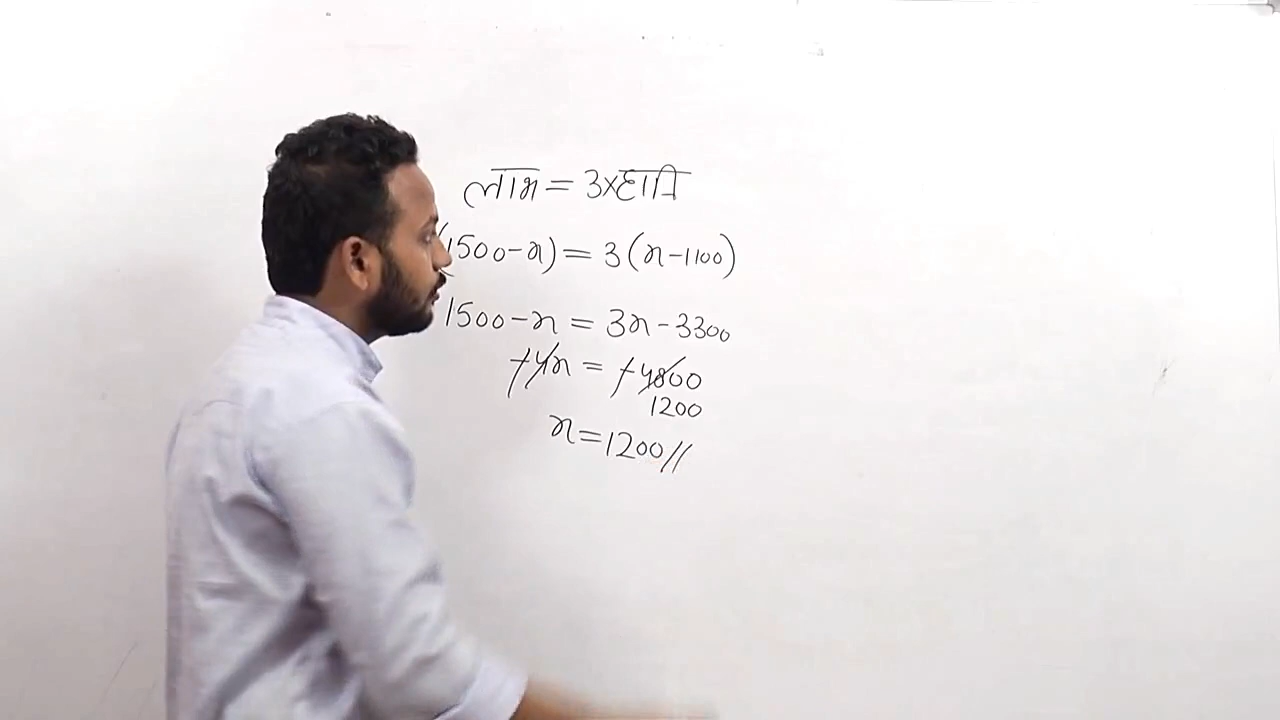 लाभ = 3×हानि
(1500-x) = 3(x-1100)
1500-x = 3x-3300
+4x = +4800
1200
x = 1200//